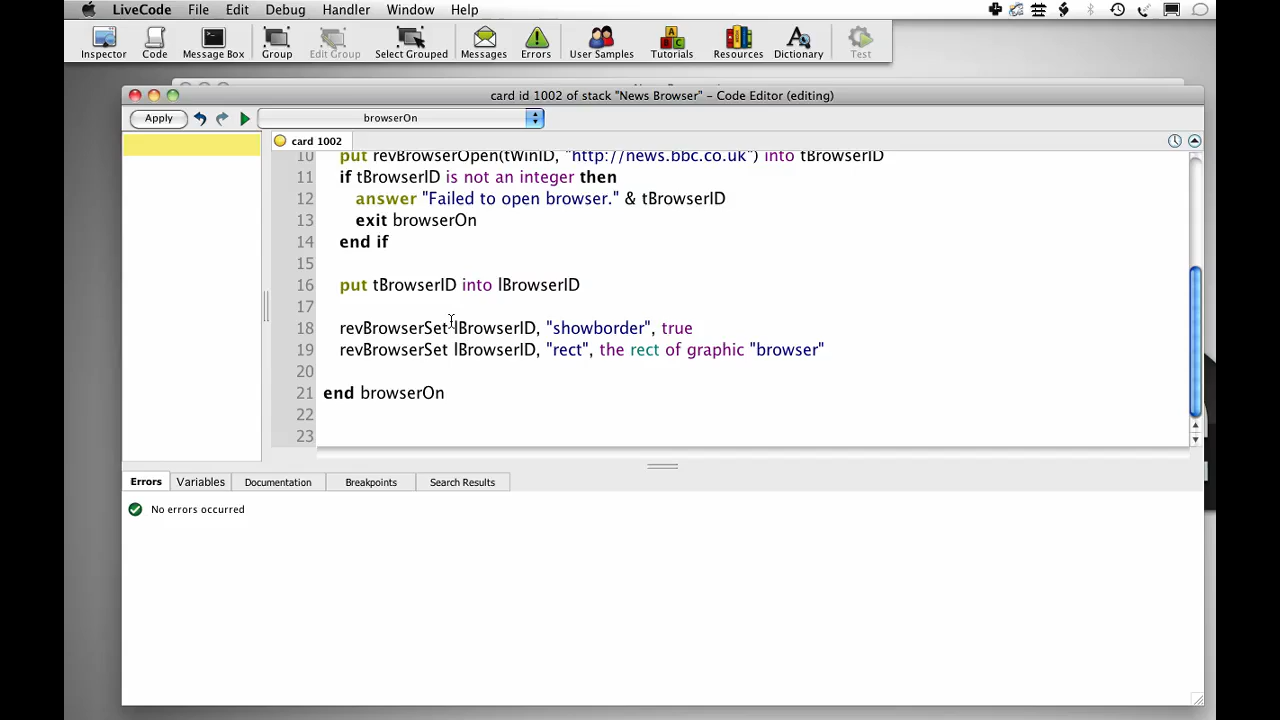 LiveCode File Edit Debug Handler Window Help
Inspector Code Message Box Group Edit Group Select Grouped Messages Errors User Samples Tutorials Resources Dictionary Test
card id 1002 of stack "News Browser" - Code Editor (editing)
Apply browserOn
card 1002
10 put revBrowserOpen(tWinID, "http://news.bbc.co.uk") into tBrowserID
11 if tBrowserID is not an integer then
12 answer "Failed to open browser." & tBrowserID
13 exit browserOn
14 end if
15
16 put tBrowserID into lBrowserID
17
18 revBrowserSet lBrowserID, "showborder", true
19 revBrowserSet lBrowserID, "rect", the rect of graphic "browser"
20
21 end browserOn
22
23
Errors Variables Documentation Breakpoints Search Results
No errors occurred